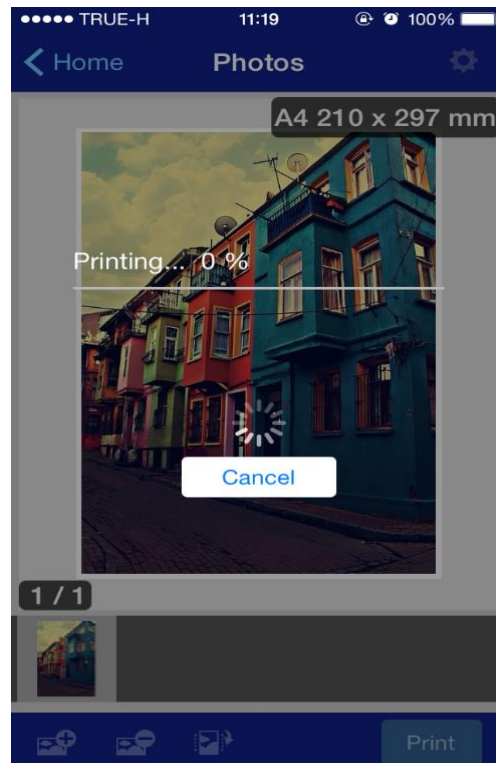 TRUE-H 11:19 100%
Home Photos
A4 210 x 297 mm
Printing... 0 %
Cancel
1 / 1
Print